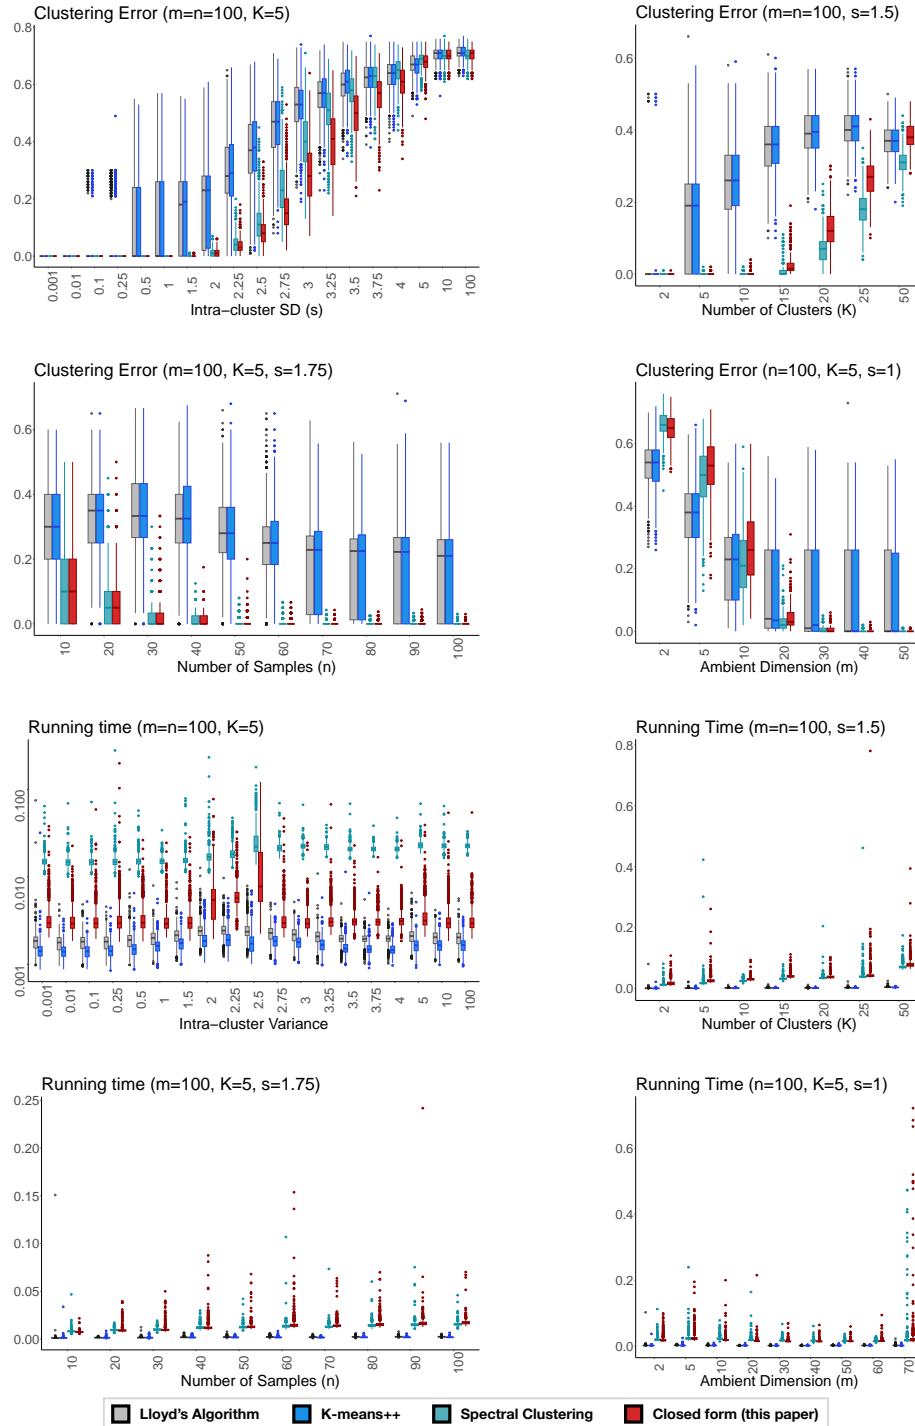 Clustering Error (m=n=100, K=5)
0.8
0.6
0.4
0.2
0.0
0.001 0.01 0.1 0.25 0.5 1 1.5 2 2.25 2.5 2.75 3 3.25 3.5 3.75 4 5 10 100
Intra−cluster SD (s)
Clustering Error (m=n=100, s=1.5)
0.6
0.4
0.2
0.0
2 5 10 15 20 25 50
Number of Clusters (K)
Clustering Error (m=100, K=5, s=1.75)
0.6
0.4
0.2
0.0
10 20 30 40 50 60 70 80 90 100
Number of Samples (n)
Clustering Error (n=100, K=5, s=1)
0.6
0.4
0.2
0.0
2 5 10 20 30 40 50
Ambient Dimension (m)
Running time (m=n=100, K=5)
0.100
0.010
0.001
0.001 0.01 0.1 0.25 0.5 1 1.5 2 2.25 2.5 2.75 3 3.25 3.5 3.75 4 5 10 100
Intra−cluster Variance
Running Time (m=n=100, s=1.5)
0.8
0.6
0.4
0.2
0.0
2 5 10 15 20 25 50
Number of Clusters (K)
Running time (m=100, K=5, s=1.75)
0.25
0.20
0.15
0.10
0.05
0.00
10 20 30 40 50 60 70 80 90 100
Number of Samples (n)
Running Time (n=100, K=5, s=1)
0.6
0.4
0.2
0.0
2 5 10 20 30 40 50 60 70
Ambient Dimension (m)
Lloyd's Algorithm K-means++ Spectral Clustering Closed form (this paper)